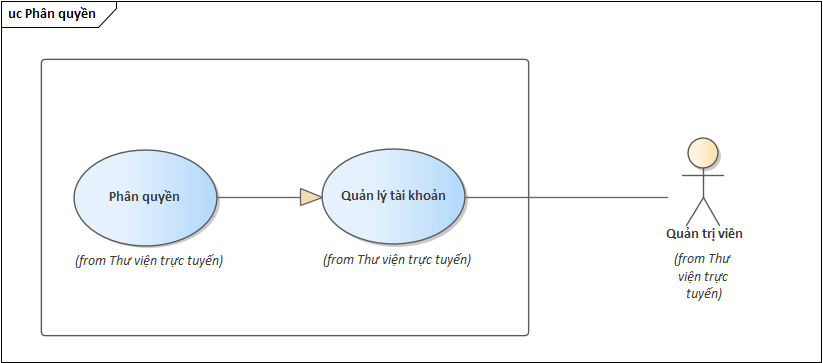 uc Phân quyền
Phân quyền
(from Thư viện trực tuyến)
Quản lý tài khoản
(from Thư viện trực tuyến)
Quản trị viên
(from Thư
viện trực
tuyến)